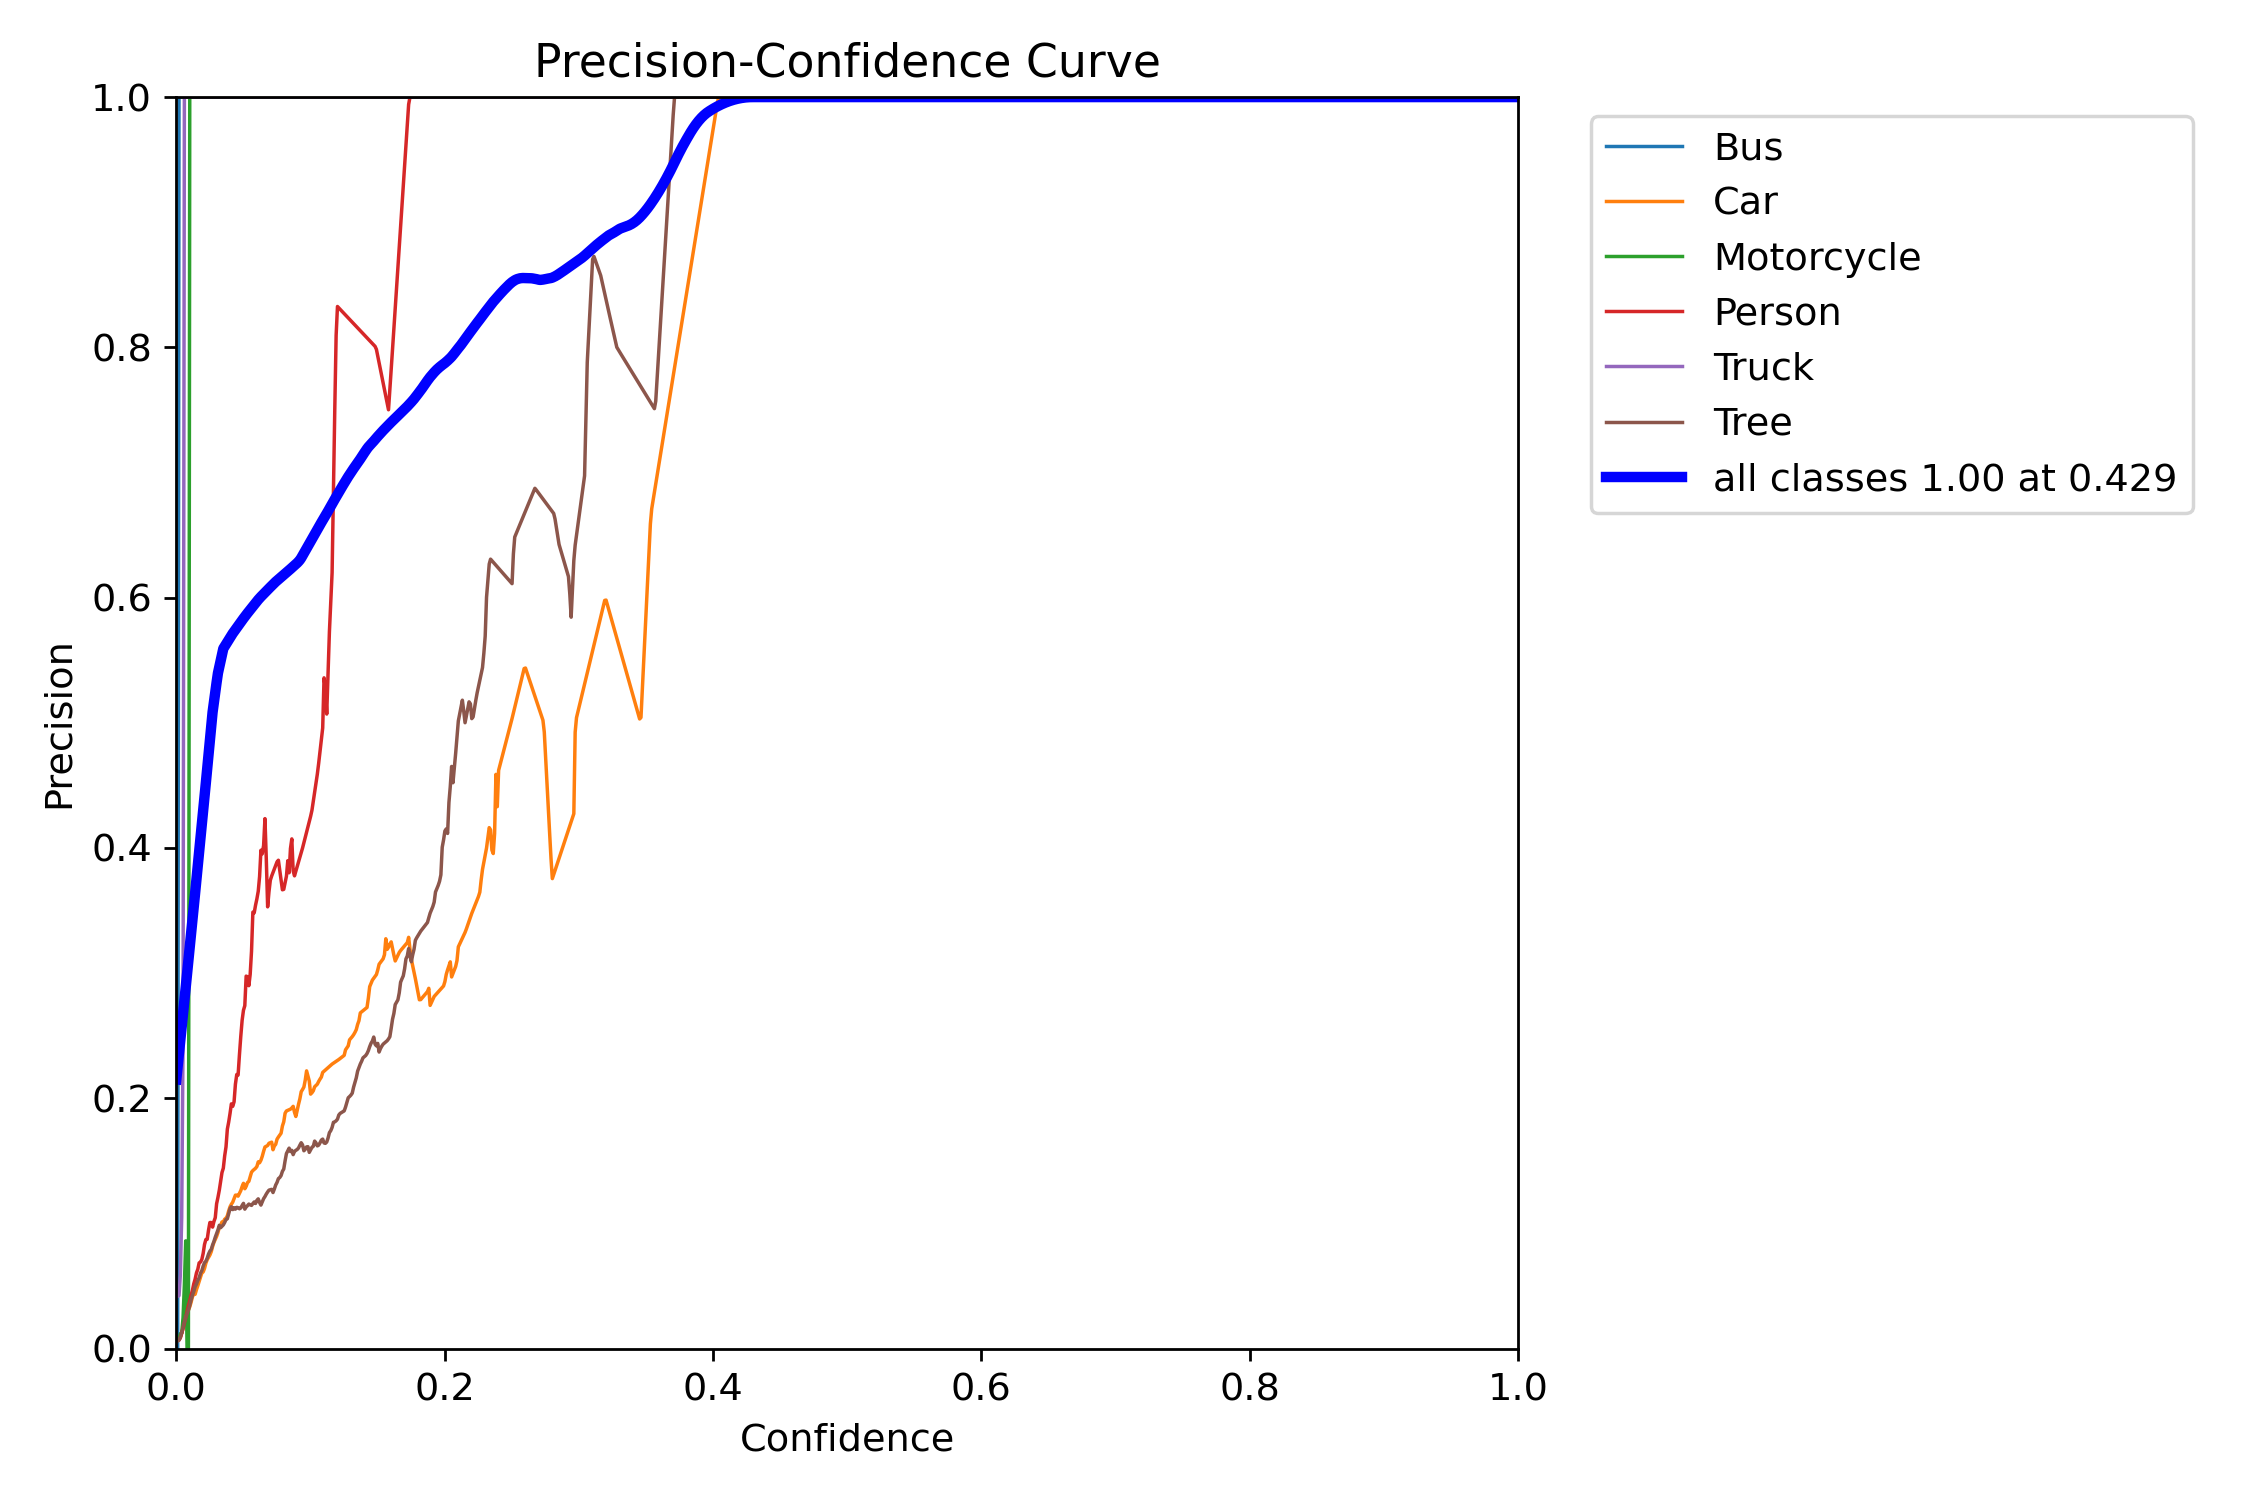 Precision-Confidence Curve
1.0
0.8
0.6
0.4
0.2
0.0
Precision
0.0 0.2 0.4 0.6 0.8 1.0
Confidence
Bus
Car
Motorcycle
Person
Truck
Tree
all classes 1.00 at 0.429